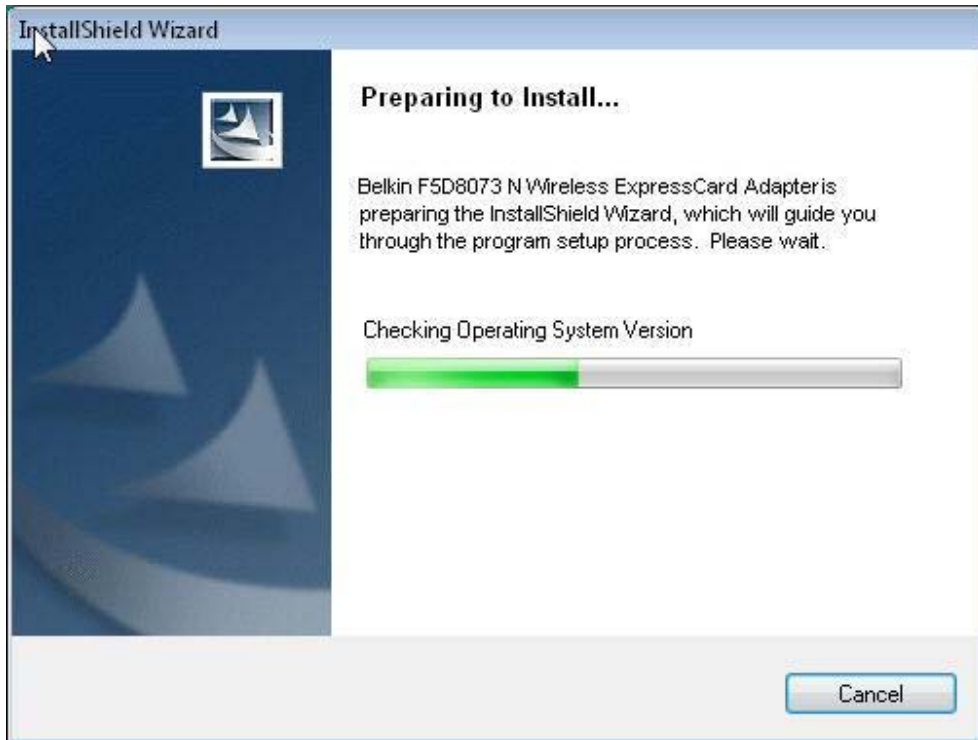 InstallShield Wizard
Preparing to Install...
Belkin F5D8073 N Wireless ExpressCard Adapter is
preparing the InstallShield Wizard, which will guide you
through the program setup process. Please wait.
Checking Operating System Version
Cancel